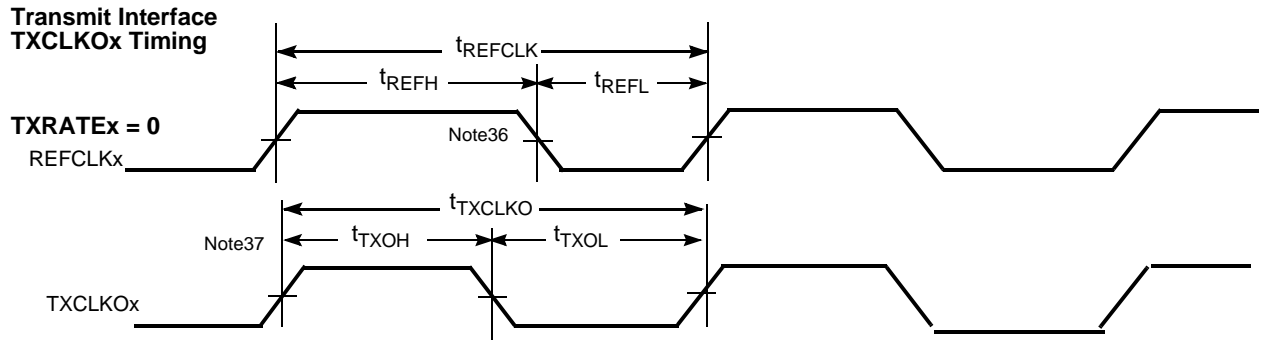 Transmit Interface
TXCLKOx Timing
tREFCLK
tREFH
tREFL
TXRATEx = 0
Note36
REFCLKx
tTXCLKO
Note37
tTXOH
tTXOL
TXCLKOx